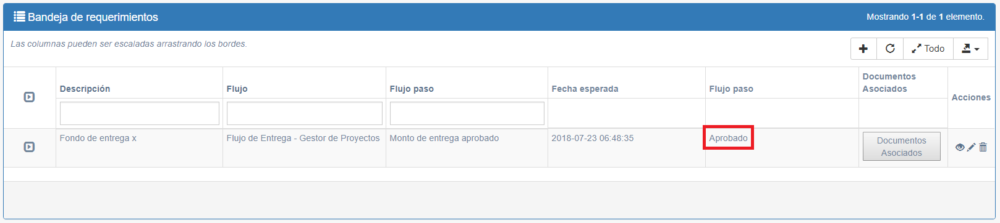 Bandeja de requerimientos
Mostrando 1-1 de 1 elemento.
Las columnas pueden ser escaladas arrastrando los bordes.
Todo
Descripción
Flujo
Flujo paso
Fecha esperada
Flujo paso
Documentos
Asociados
Acciones
Fondo de entrega x
Flujo de Entrega - Gestor de Proyectos
Monto de entrega aprobado
2018-07-23 06:48:35
Aprobado
Documentos
Asociados